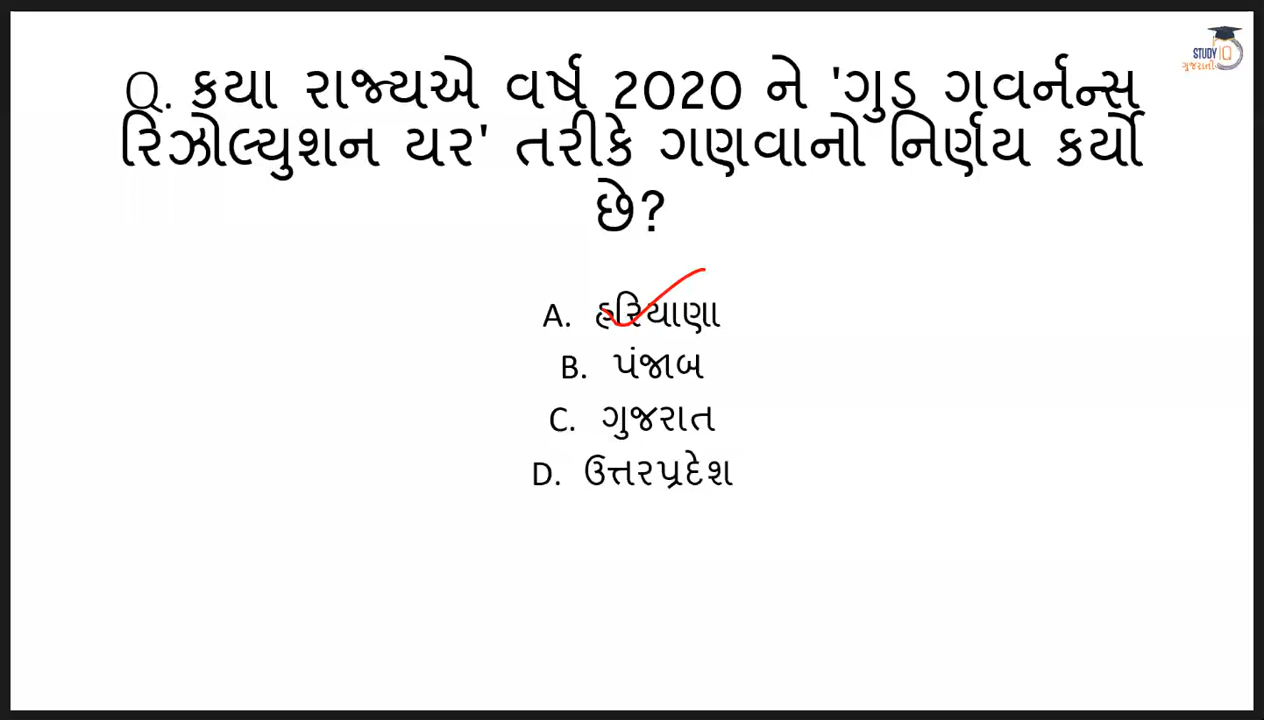 STUDY IQ
ગુજરાતી
Q. કયા રાજ્યએ વર્ષ 2020 ને 'ગુડ ગવર્નન્સ
રિઝોલ્યુશન યર' તરીકે ગણવાનો નિર્ણય કર્યો
છે?
A. હરિયાણા
B. પંજાબ
C. ગુજરાત
D. ઉત્તરપ્રદેશ